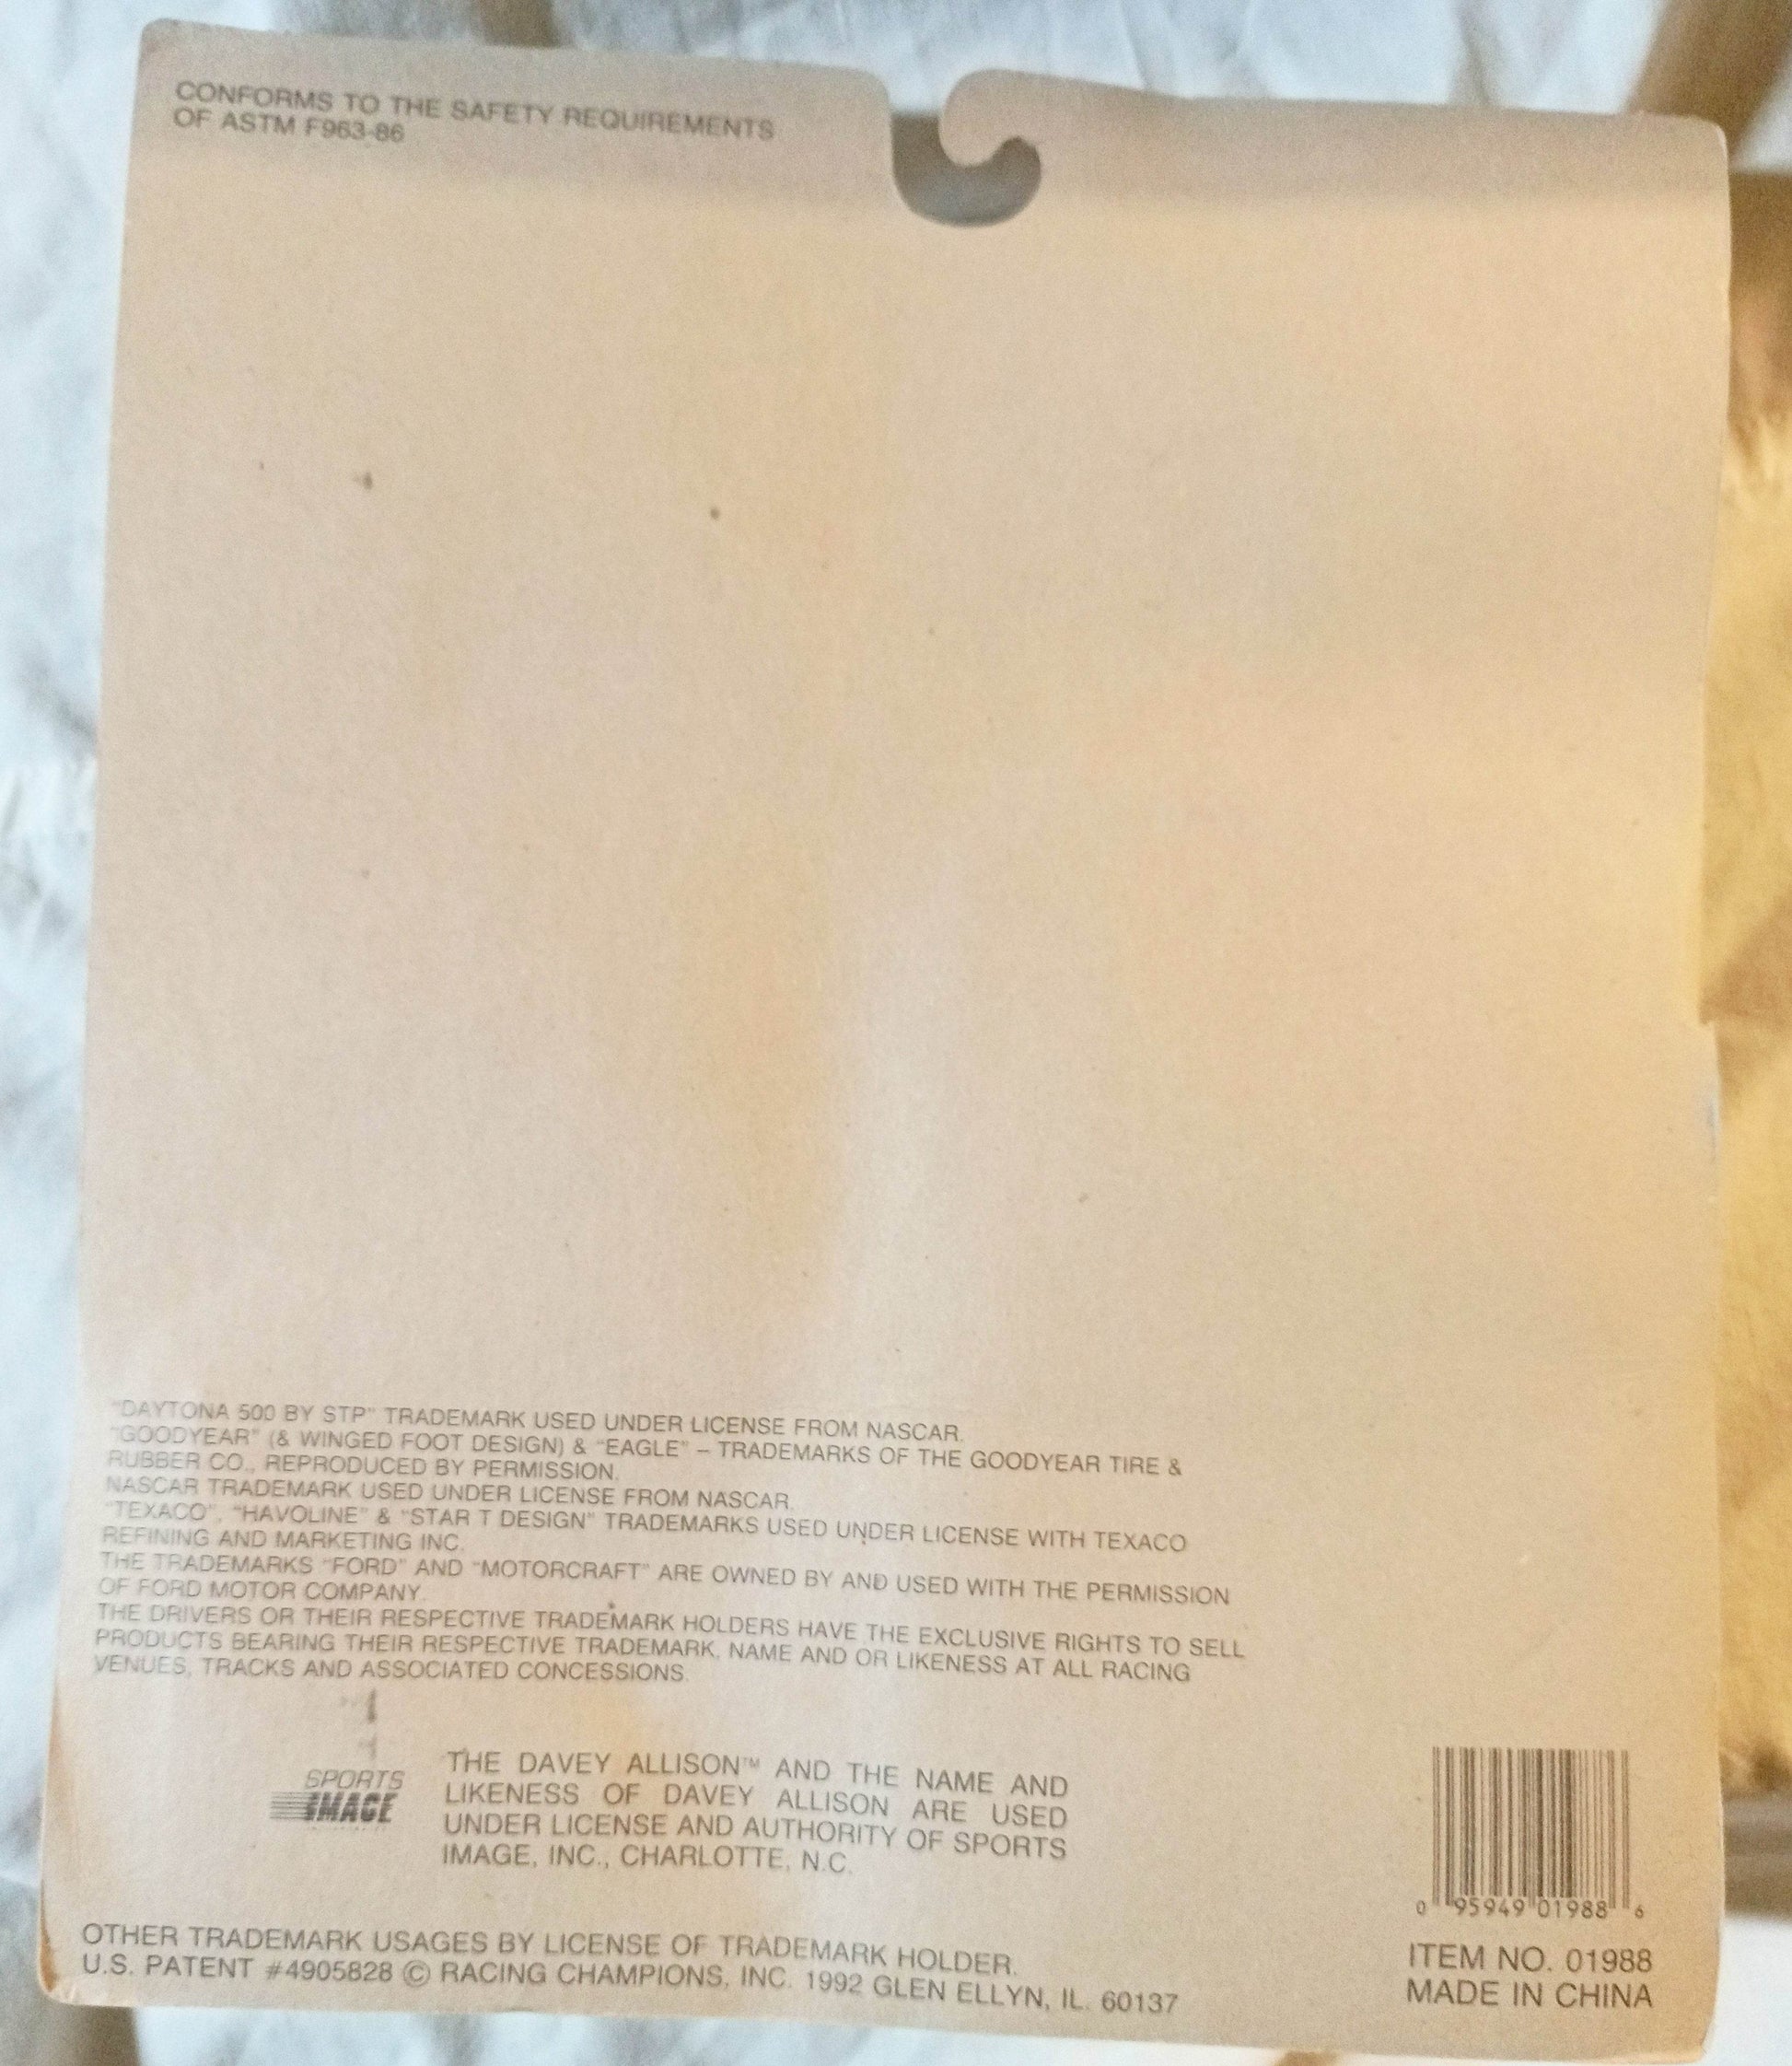 CONFORMS TO THE SAFETY REQUIREMENTS
OF ASTM F963-86
"DAYTONA 500 BY STP" TRADEMARK USED UNDER LICENSE FROM NASCAR.
"GOODYEAR" (& WINGED FOOT DESIGN) & "EAGLE" – TRADEMARKS OF THE GOODYEAR TIRE &
RUBBER CO., REPRODUCED BY PERMISSION.
NASCAR TRADEMARK USED UNDER LICENSE FROM NASCAR.
"TEXACO", "HAVOLINE" & "STAR T DESIGN" TRADEMARKS USED UNDER LICENSE WITH TEXACO
REFINING AND MARKETING INC.
THE TRADEMARKS "FORD" AND "MOTORCRAFT" ARE OWNED BY AND USED WITH THE PERMISSION
OF FORD MOTOR COMPANY.
THE DRIVERS OR THEIR RESPECTIVE TRADEMARK HOLDERS HAVE THE EXCLUSIVE RIGHTS TO SELL
PRODUCTS BEARING THEIR RESPECTIVE TRADEMARK, NAME AND OR LIKENESS AT ALL RACING
VENUES, TRACKS AND ASSOCIATED CONCESSIONS.
SPORTS
IMAGE
THE DAVEY ALLISON™ AND THE NAME AND
LIKENESS OF DAVEY ALLISON ARE USED
UNDER LICENSE AND AUTHORITY OF SPORTS
IMAGE, INC., CHARLOTTE, N.C.
0 95949 01988 6
OTHER TRADEMARK USAGES BY LICENSE OF TRADEMARK HOLDER.
U.S. PATENT #4905828 © RACING CHAMPIONS, INC. 1992 GLEN ELLYN, IL. 60137
ITEM NO. 01988
MADE IN CHINA